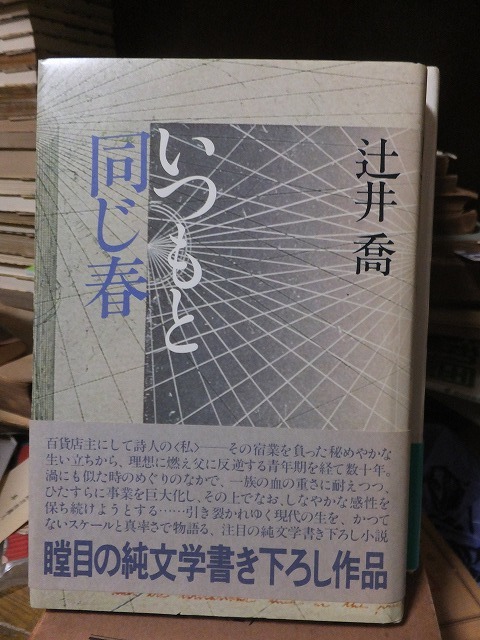 いつもと
同じ春
辻井 喬
百貨店主にして詩人の〈私〉――その宿業を負った秘めやかな
生い立ちから、理想に燃え父に反逆する青年期を経て数十年。
渦にも似た時のめぐりのなかで、一族の血の重さに耐えつつ、
ひたすらに事業を巨大化し、その上でなお、しなやかな感性を
保ち続けようとする……引き裂かれゆく現代の生を、かつて
ないスケールと真率さで物語る、注目の純文学書き下ろし小説
瞠目の純文学書き下ろし作品